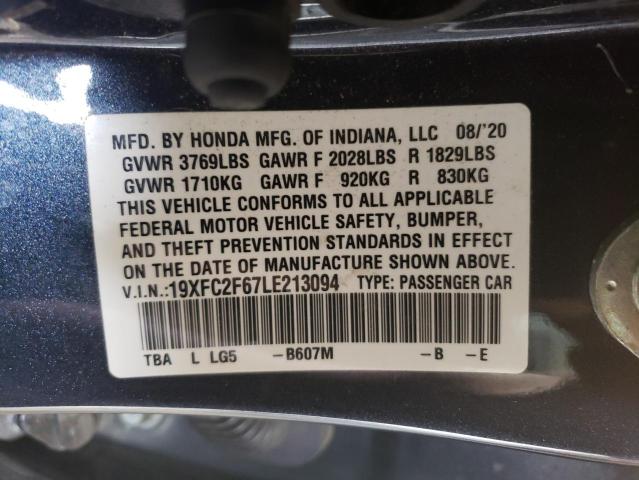 MFD. BY HONDA MFG. OF INDIANA, LLC 08/'20
GVWR 3769LBS GAWR F 2028LBS R 1829LBS
GVWR 1710KG GAWR F 920KG R 830KG
THIS VEHICLE CONFORMS TO ALL APPLICABLE
FEDERAL MOTOR VEHICLE SAFETY, BUMPER,
AND THEFT PREVENTION STANDARDS IN EFFECT
ON THE DATE OF MANUFACTURE SHOWN ABOVE.
V.I.N.:19XFC2F67LE213094 TYPE: PASSENGER CAR
TBA L LG5 -B607M -B -E